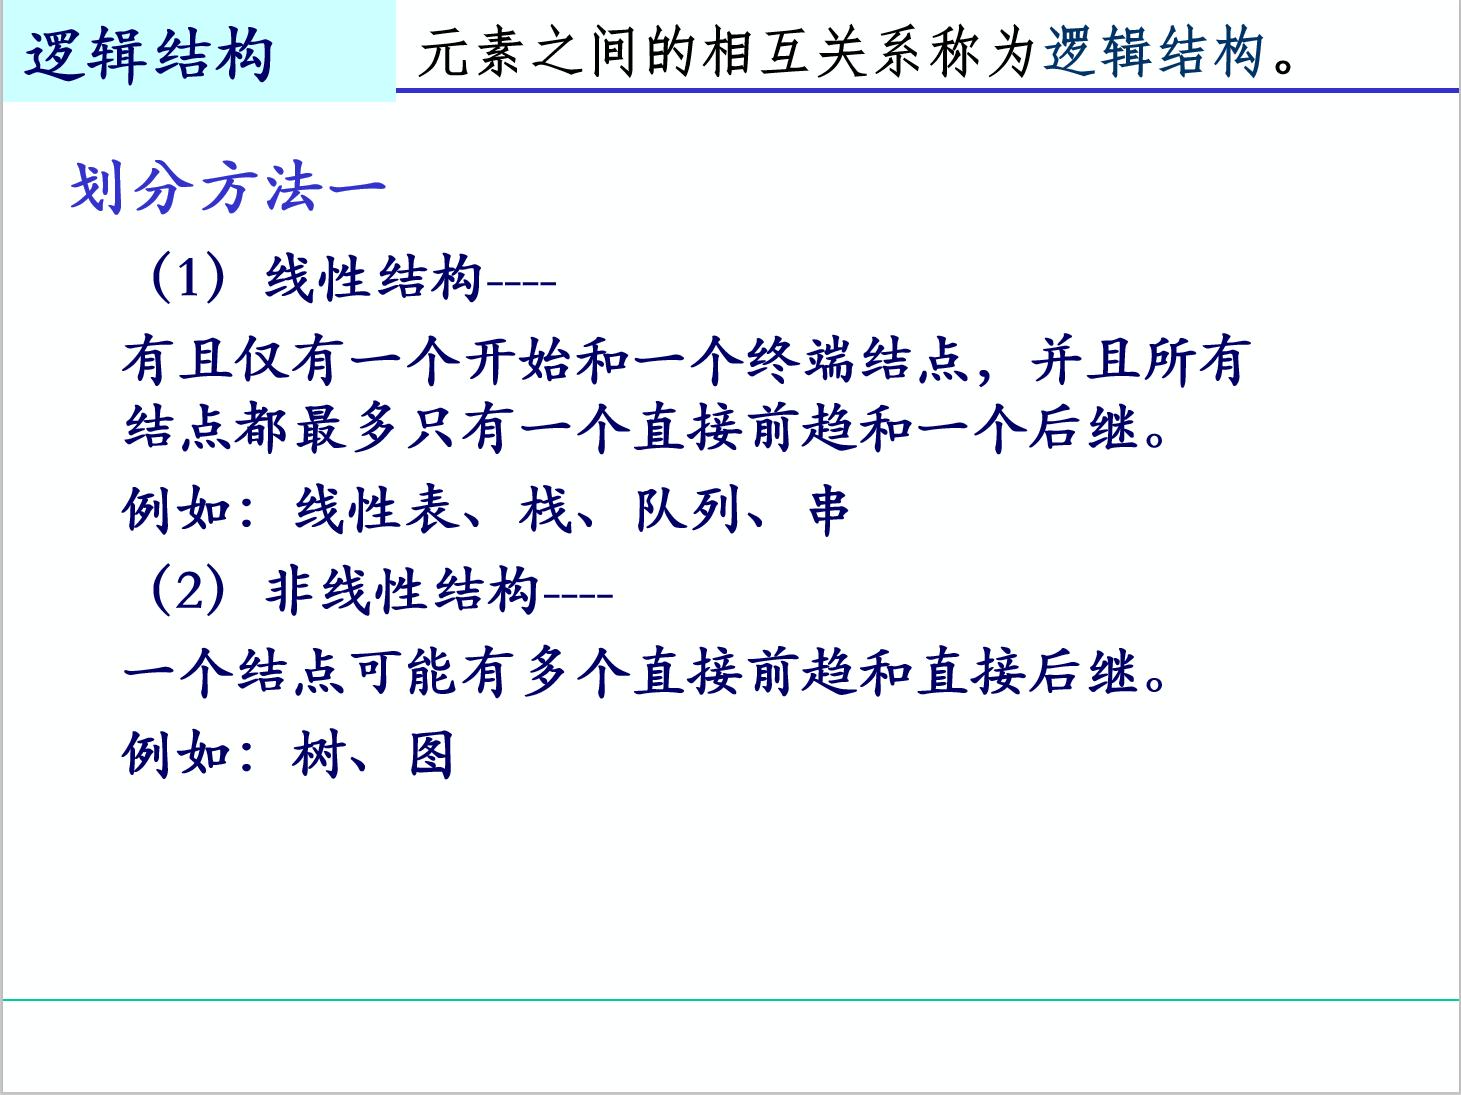 逻辑结构
元素之间的相互关系称为逻辑结构。
划分方法一
（1）线性结构----
有且仅有一个开始和一个终端结点，并且所有
结点都最多只有一个直接前趋和一个后继。
例如：线性表、栈、队列、串
（2）非线性结构----
一个结点可能有多个直接前趋和直接后继。
例如：树、图